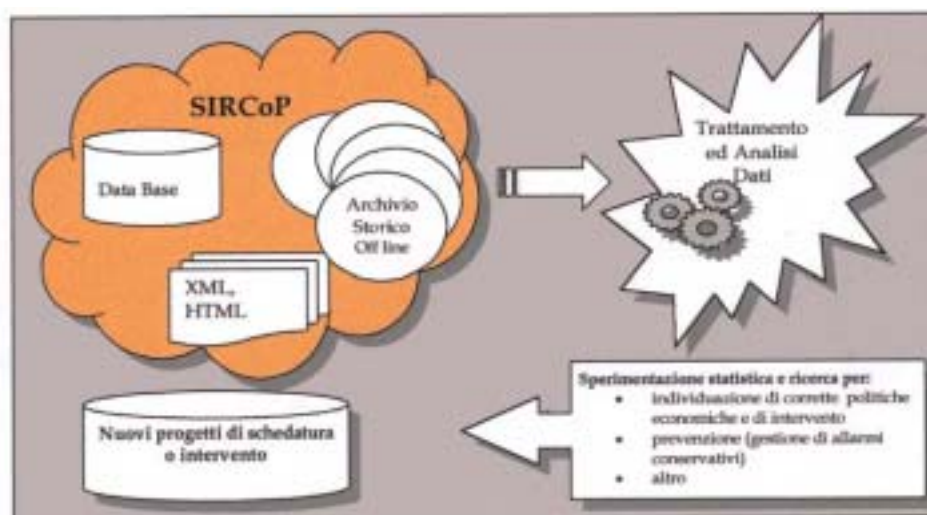 SIRCoP
Data Base
Archivio
Storico
Off line
XML,
HTML
Trattamento
ed Analisi
Dati
Sperimentazione statistica e ricerca per:
• individuazione di corrette politiche
economiche e di intervento
• prevenzione (gestione di allarmi
conservativi)
• altro
Nuovi progetti di schedatura
o intervento